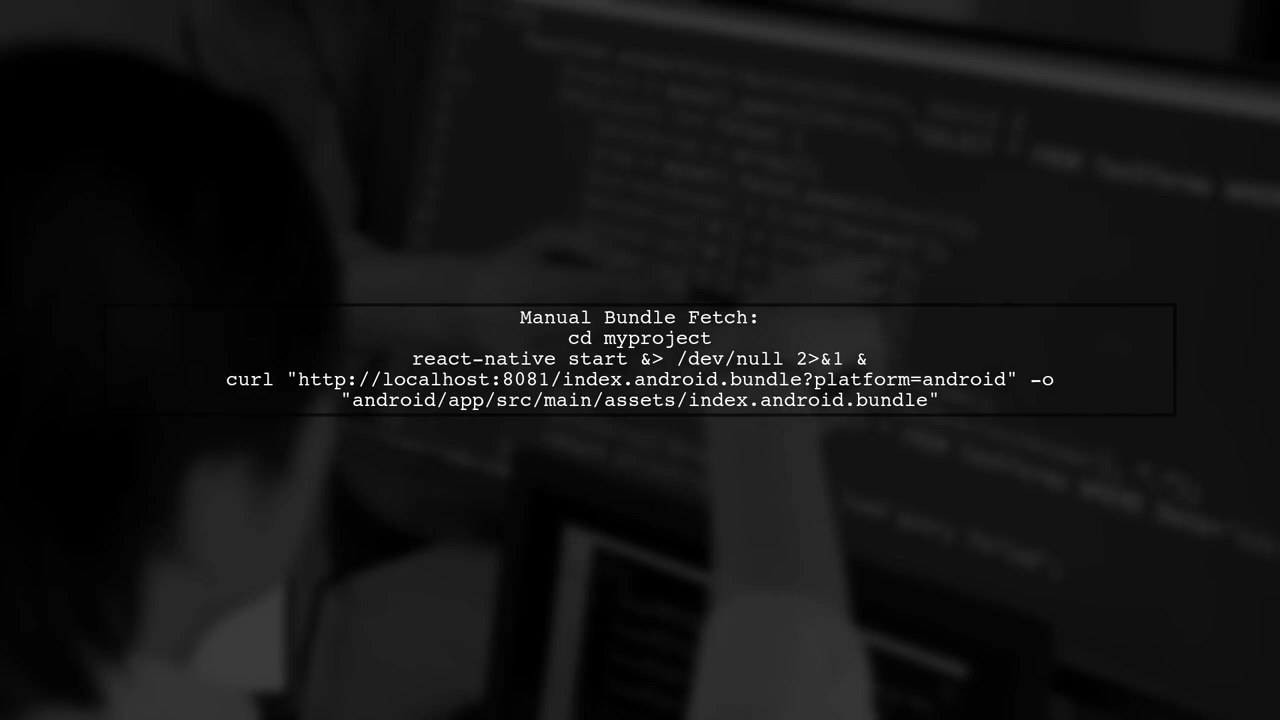 Manual Bundle Fetch:
cd myproject
react-native start &> /dev/null 2>&1 &
curl "http://localhost:8081/index.android.bundle?platform=android" -o
"android/app/src/main/assets/index.android.bundle"